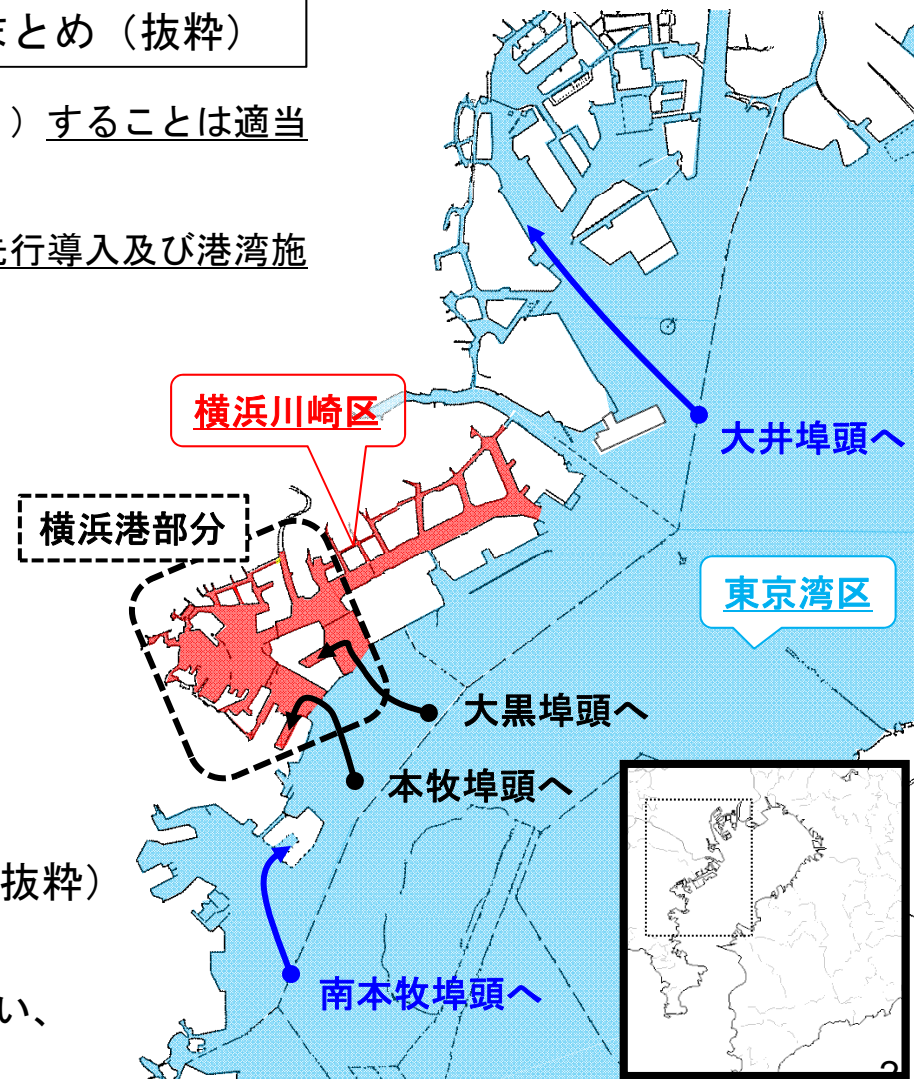 まとめ（抜粋）
）することは適当
先行導入及び港湾施
横浜川崎区
大井埠頭へ
横浜港部分
東京湾区
大黒埠頭へ
本牧埠頭へ
抜粋）
南本牧埠頭へ
い、
2